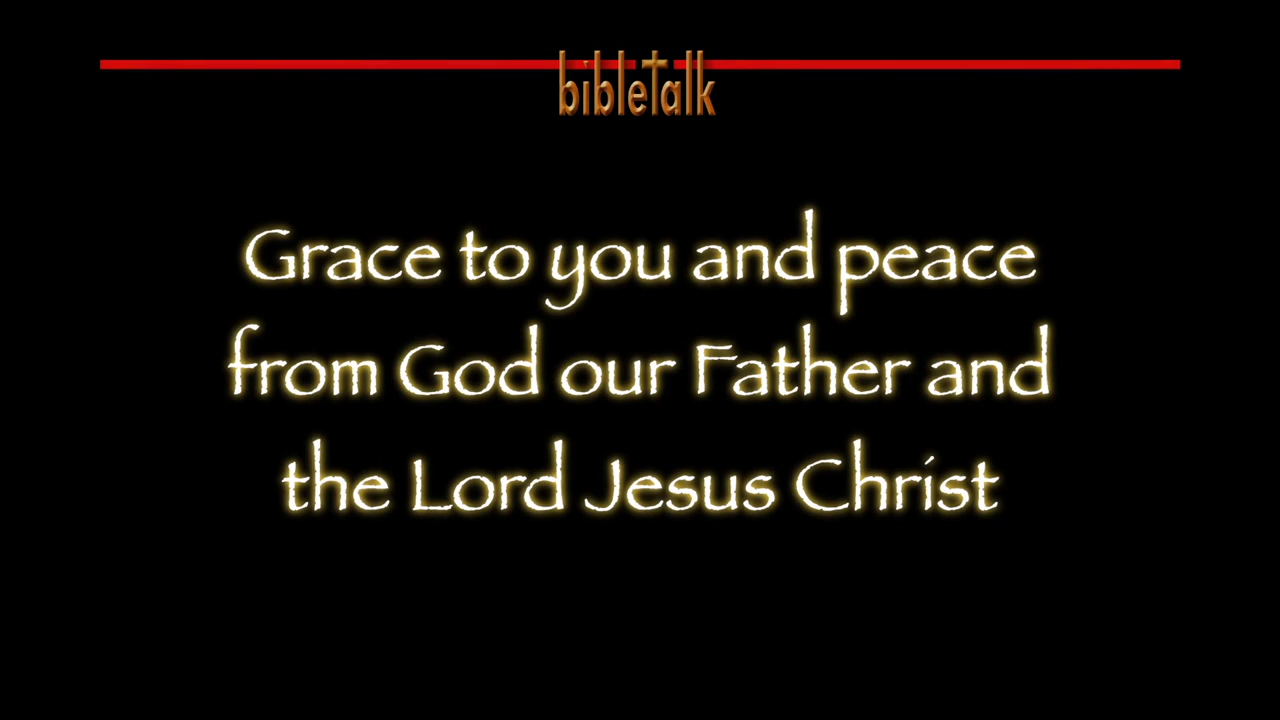 bibleTalk
Grace to you and peace
from God our Father and
the Lord Jesus Christ